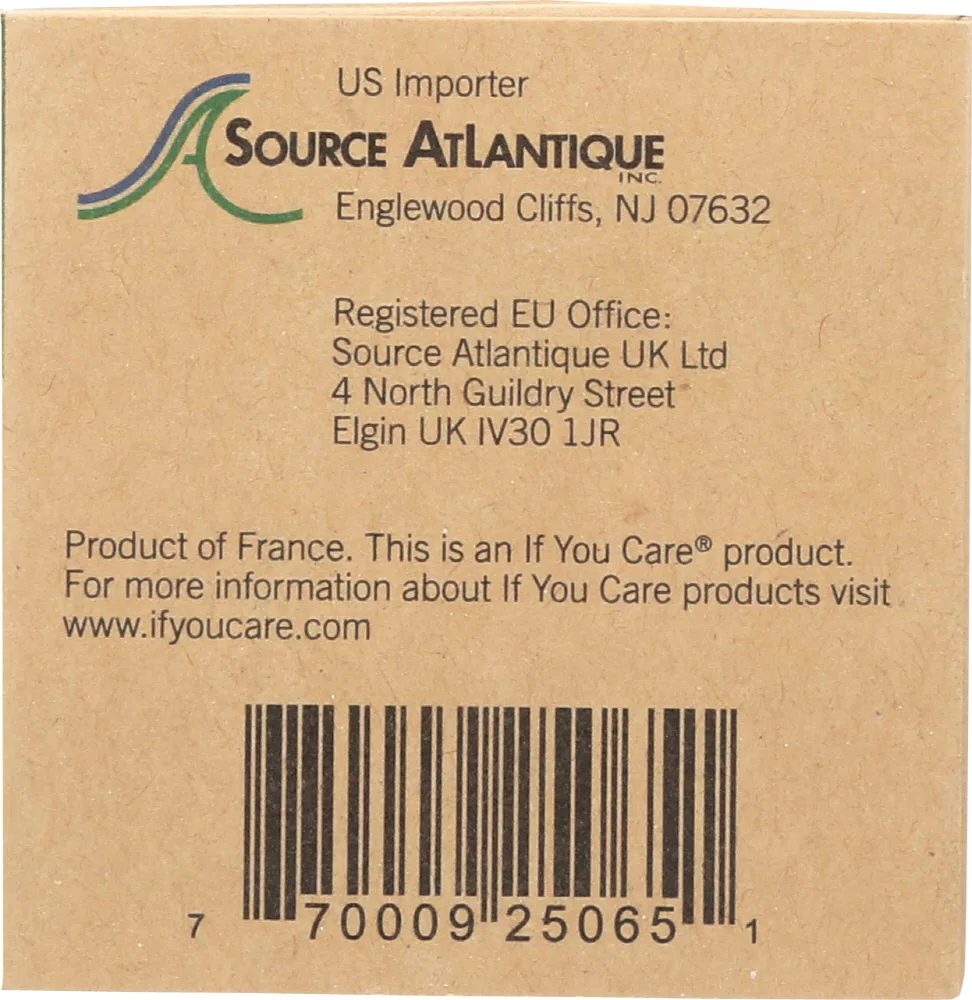 US Importer
SOURCE ATLANTIQUE
INC.
Englewood Cliffs, NJ 07632
Registered EU Office:
Source Atlantique UK Ltd
4 North Guildry Street
Elgin UK IV30 1JR
Product of France. This is an If You Care® product.
For more information about If You Care products visit
www.ifyoucare.com
7 70009 25065 1